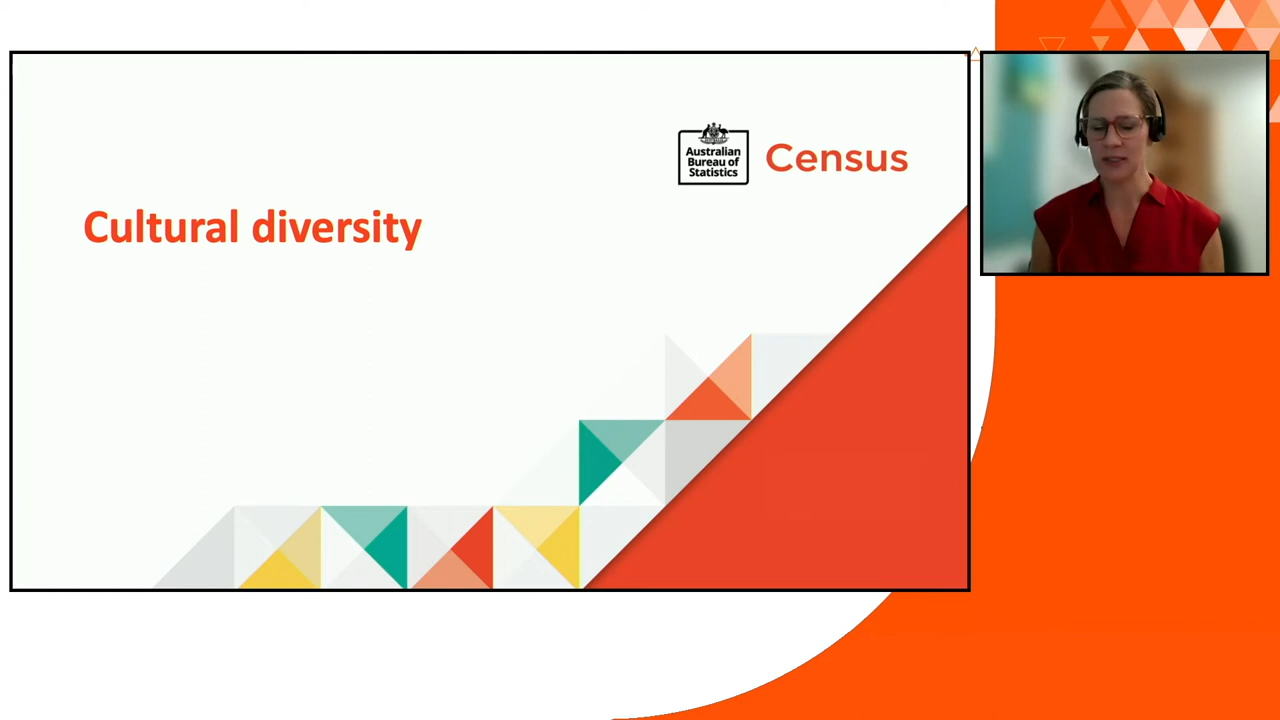 Australian
Bureau of
Statistics
Census
Cultural diversity